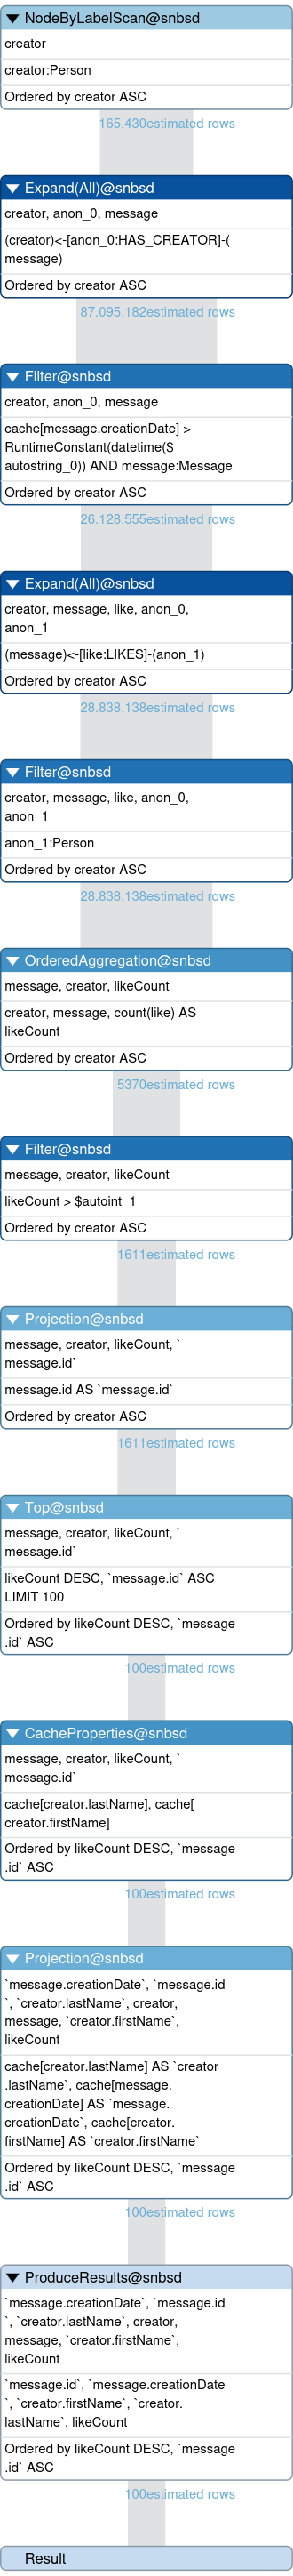 NodeByLabelScan@snbsd
creator
creator:Person
Ordered by creator ASC
165.430estimated rows
Expand(All)@snbsd
creator, anon_0, message
(creator)<-[anon_0:HAS_CREATOR]-(
message)
Ordered by creator ASC
87.095.182estimated rows
Filter@snbsd
creator, anon_0, message
cache[message.creationDate] >
RuntimeConstant(datetime($
autostring_0)) AND message:Message
Ordered by creator ASC
26.128.555estimated rows
Expand(All)@snbsd
creator, message, like, anon_0,
anon_1
(message)<-[like:LIKES]-(anon_1)
Ordered by creator ASC
28.838.138estimated rows
Filter@snbsd
creator, message, like, anon_0,
anon_1
anon_1:Person
Ordered by creator ASC
28.838.138estimated rows
OrderedAggregation@snbsd
message, creator, likeCount
creator, message, count(like) AS
likeCount
Ordered by creator ASC
5370estimated rows
Filter@snbsd
message, creator, likeCount
likeCount > $autoint_1
Ordered by creator ASC
1611estimated rows
Projection@snbsd
message, creator, likeCount, `
message.id`
message.id AS `message.id`
Ordered by creator ASC
1611estimated rows
Top@snbsd
message, creator, likeCount, `
message.id`
likeCount DESC, `message.id` ASC
LIMIT 100
Ordered by likeCount DESC, `message
.id` ASC
100estimated rows
CacheProperties@snbsd
message, creator, likeCount, `
message.id`
cache[creator.lastName], cache[
creator.firstName]
Ordered by likeCount DESC, `message
.id` ASC
100estimated rows
Projection@snbsd
`message.creationDate`, `message.id
`, `creator.lastName`, creator,
message, `creator.firstName`,
likeCount
cache[creator.lastName] AS `creator
.lastName`, cache[message.
creationDate] AS `message.
creationDate`, cache[creator.
firstName] AS `creator.firstName`
Ordered by likeCount DESC, `message
.id` ASC
100estimated rows
ProduceResults@snbsd
`message.creationDate`, `message.id
`, `creator.lastName`, creator,
message, `creator.firstName`,
likeCount
`message.id`, `message.creationDate
`, `creator.firstName`, `creator.
lastName`, likeCount
Ordered by likeCount DESC, `message
.id` ASC
100estimated rows
Result